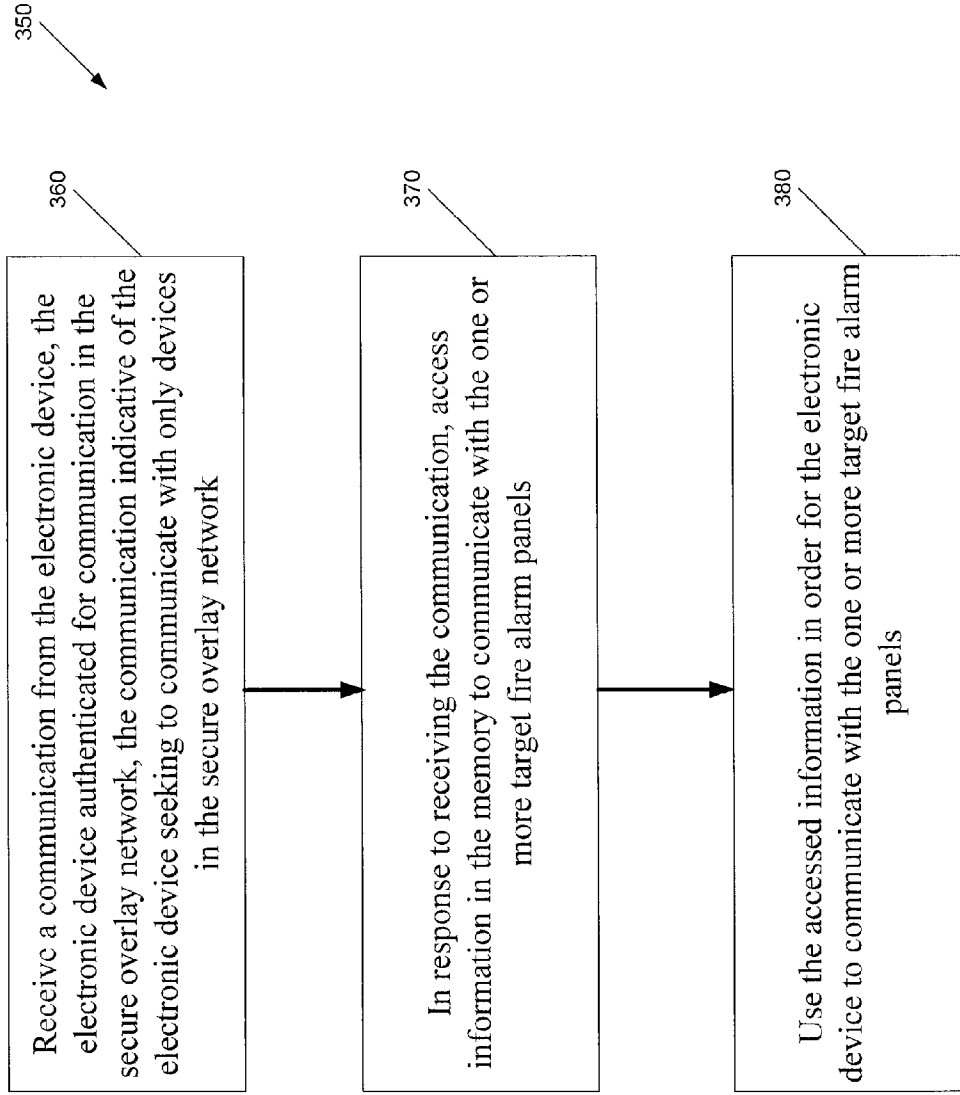 350
360
Receive a communication from the electronic device, the
electronic device authenticated for communication in the
secure overlay network, the communication indicative of the
electronic device seeking to communicate with only devices
in the secure overlay network
370
In response to receiving the communication, access
information in the memory to communicate with the one or
more target fire alarm panels
380
Use the accessed information in order for the electronic
device to communicate with the one or more target fire alarm
panels